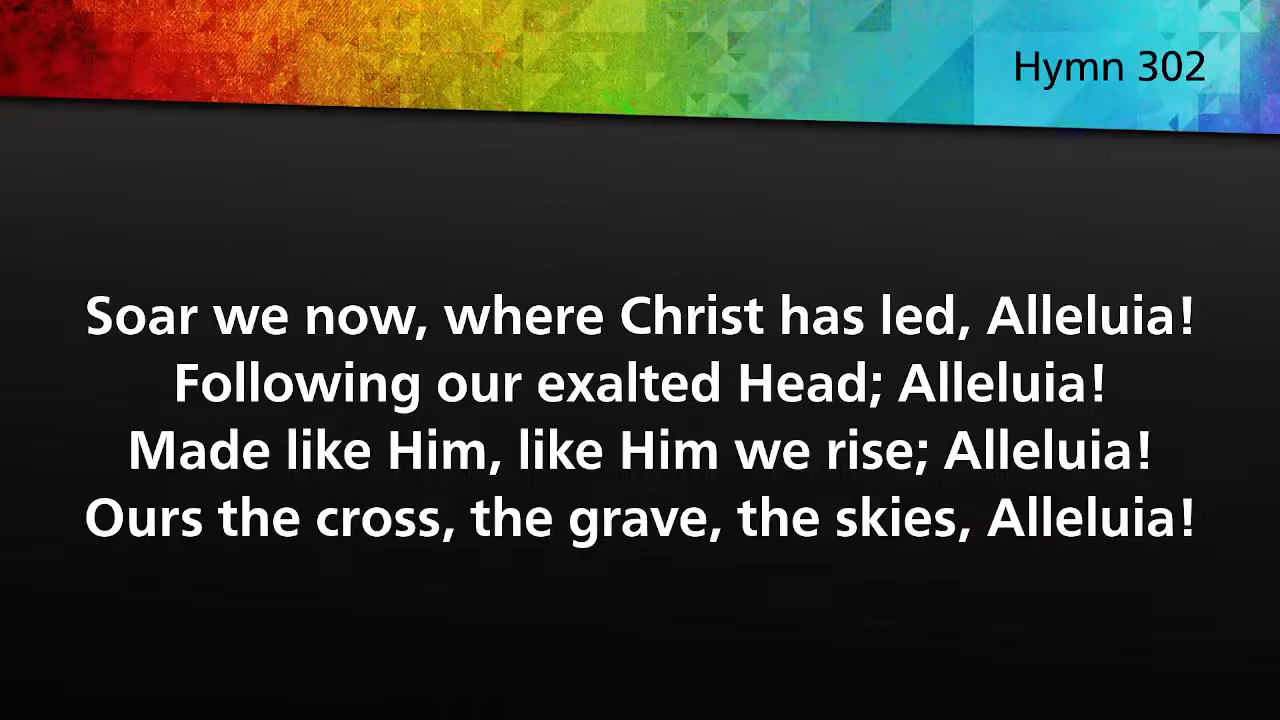 Hymn 302
Soar we now, where Christ has led, Alleluia!
Following our exalted Head; Alleluia!
Made like Him, like Him we rise; Alleluia!
Ours the cross, the grave, the skies, Alleluia!